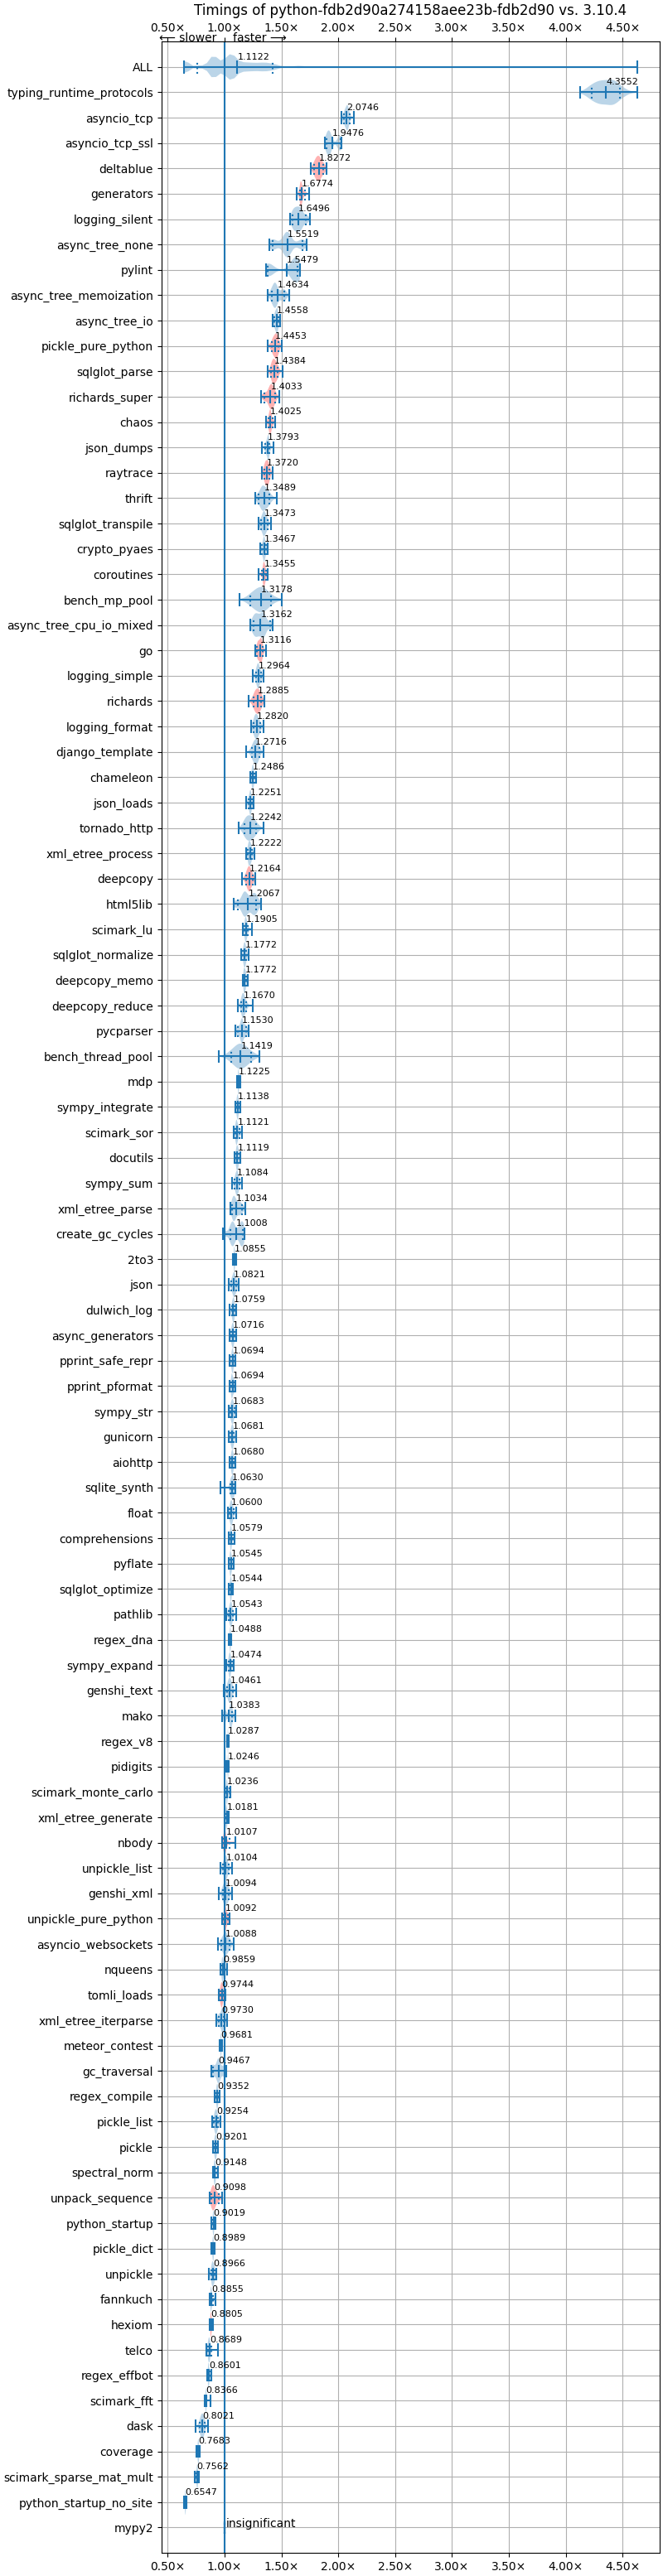 Timings of python-fdb2d90a274158aee23b-fdb2d90 vs. 3.10.4
0.50× 1.00× 1.50× 2.00× 2.50× 3.00× 3.50× 4.00× 4.50×
⟵ slower faster ⟶
ALL 1.1122
typing_runtime_protocols 4.3552
asyncio_tcp 2.0746
asyncio_tcp_ssl 1.9476
deltablue 1.8272
generators 1.6774
logging_silent 1.6496
async_tree_none 1.5519
pylint 1.5479
async_tree_memoization 1.4634
async_tree_io 1.4558
pickle_pure_python 1.4453
sqlglot_parse 1.4384
richards_super 1.4033
chaos 1.4025
json_dumps 1.3793
raytrace 1.3720
thrift 1.3489
sqlglot_transpile 1.3473
crypto_pyaes 1.3467
coroutines 1.3455
bench_mp_pool 1.3178
async_tree_cpu_io_mixed 1.3162
go 1.3116
logging_simple 1.2964
richards 1.2885
logging_format 1.2820
django_template 1.2716
chameleon 1.2486
json_loads 1.2251
tornado_http 1.2242
xml_etree_process 1.2222
deepcopy 1.2164
html5lib 1.2067
scimark_lu 1.1905
sqlglot_normalize 1.1772
deepcopy_memo 1.1772
deepcopy_reduce 1.1670
pycparser 1.1530
bench_thread_pool 1.1419
mdp 1.1225
sympy_integrate 1.1138
scimark_sor 1.1121
docutils 1.1119
sympy_sum 1.1084
xml_etree_parse 1.1034
create_gc_cycles 1.1008
2to3 1.0855
json 1.0821
dulwich_log 1.0759
async_generators 1.0716
pprint_safe_repr 1.0694
pprint_pformat 1.0694
sympy_str 1.0683
gunicorn 1.0681
aiohttp 1.0680
sqlite_synth 1.0630
float 1.0600
comprehensions 1.0579
pyflate 1.0545
sqlglot_optimize 1.0544
pathlib 1.0543
regex_dna 1.0488
sympy_expand 1.0474
genshi_text 1.0461
mako 1.0383
regex_v8 1.0287
pidigits 1.0246
scimark_monte_carlo 1.0236
xml_etree_generate 1.0181
nbody 1.0107
unpickle_list 1.0104
genshi_xml 1.0094
unpickle_pure_python 1.0092
asyncio_websockets 1.0088
nqueens 0.9859
tomli_loads 0.9744
xml_etree_iterparse 0.9730
meteor_contest 0.9681
gc_traversal 0.9467
regex_compile 0.9352
pickle_list 0.9254
pickle 0.9201
spectral_norm 0.9148
unpack_sequence 0.9098
python_startup 0.9019
pickle_dict 0.8989
unpickle 0.8966
fannkuch 0.8855
hexiom 0.8805
telco 0.8689
regex_effbot 0.8601
scimark_fft 0.8366
dask 0.8021
coverage 0.7683
scimark_sparse_mat_mult 0.7562
python_startup_no_site 0.6547
mypy2 insignificant
0.50× 1.00× 1.50× 2.00× 2.50× 3.00× 3.50× 4.00× 4.50×